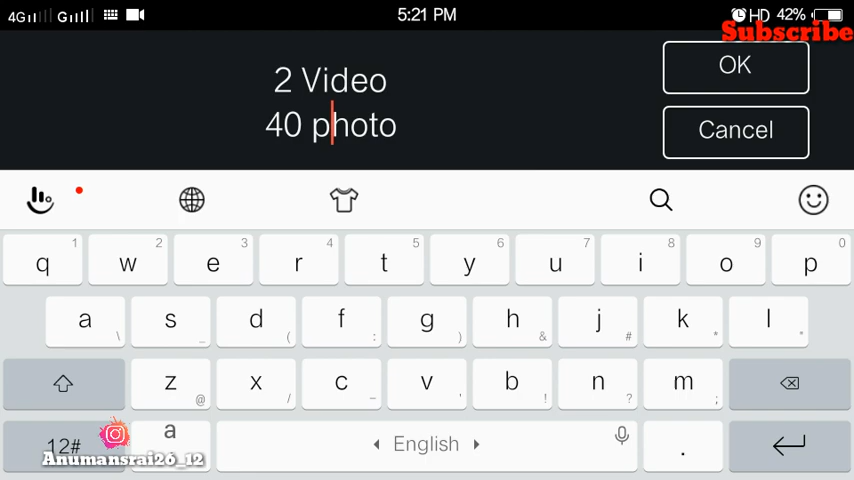 4G G 5:21 PM HD 42%
Subscribe
2 Video
40 photo
OK
Cancel
1 2 3 4 5 6 7 8 9 0
q w e r t y u i o p
a s d f g h j k l
\ _ ( : ) & # * *
z x c v b n m
@ / - ' ! ? ;
12# a English .
Anumansrai26_12